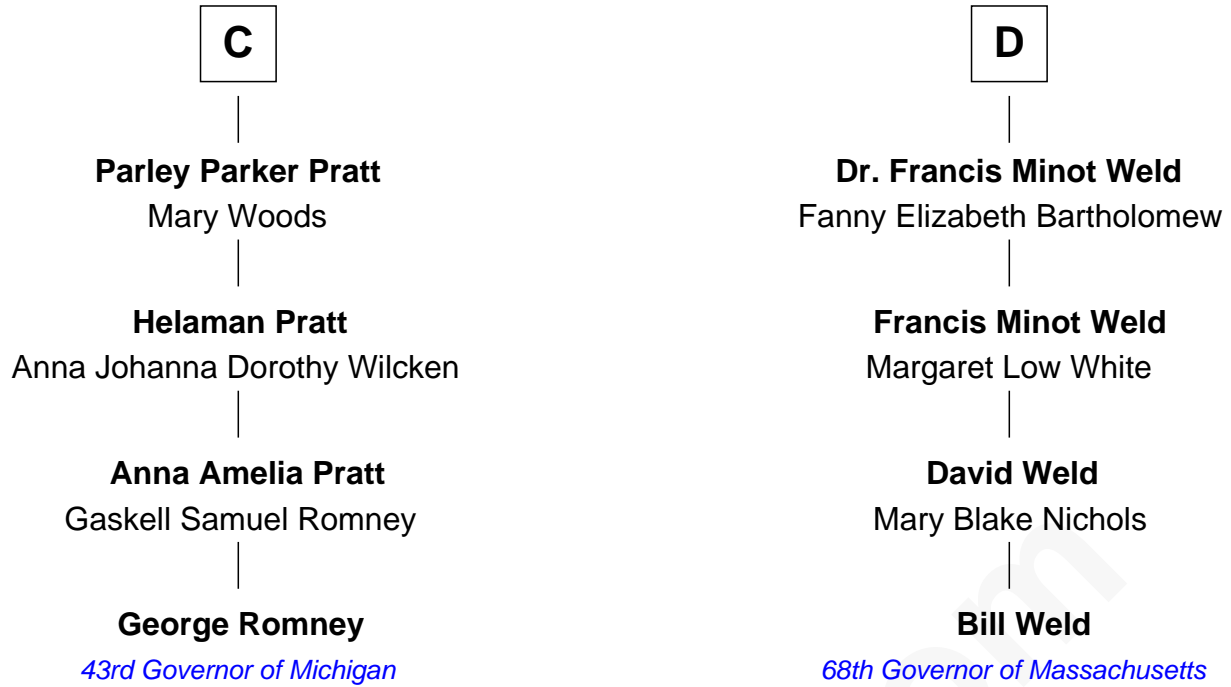 C
Parley Parker Pratt
Mary Woods
Helaman Pratt
Anna Johanna Dorothy Wilcken
Anna Amelia Pratt
Gaskell Samuel Romney
George Romney
43rd Governor of Michigan
D
Dr. Francis Minot Weld
Fanny Elizabeth Bartholomew
Francis Minot Weld
Margaret Low White
David Weld
Mary Blake Nichols
Bill Weld
68th Governor of Massachusetts